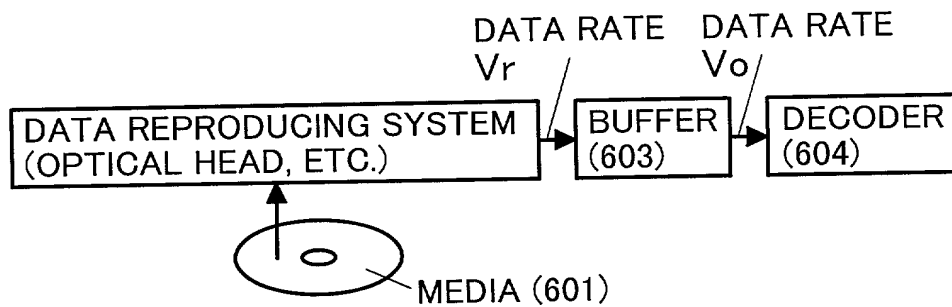 DATA RATE
Vr
DATA RATE
Vo
DATA REPRODUCING SYSTEM
(OPTICAL HEAD, ETC.)
BUFFER
(603)
DECODER
(604)
MEDIA (601)